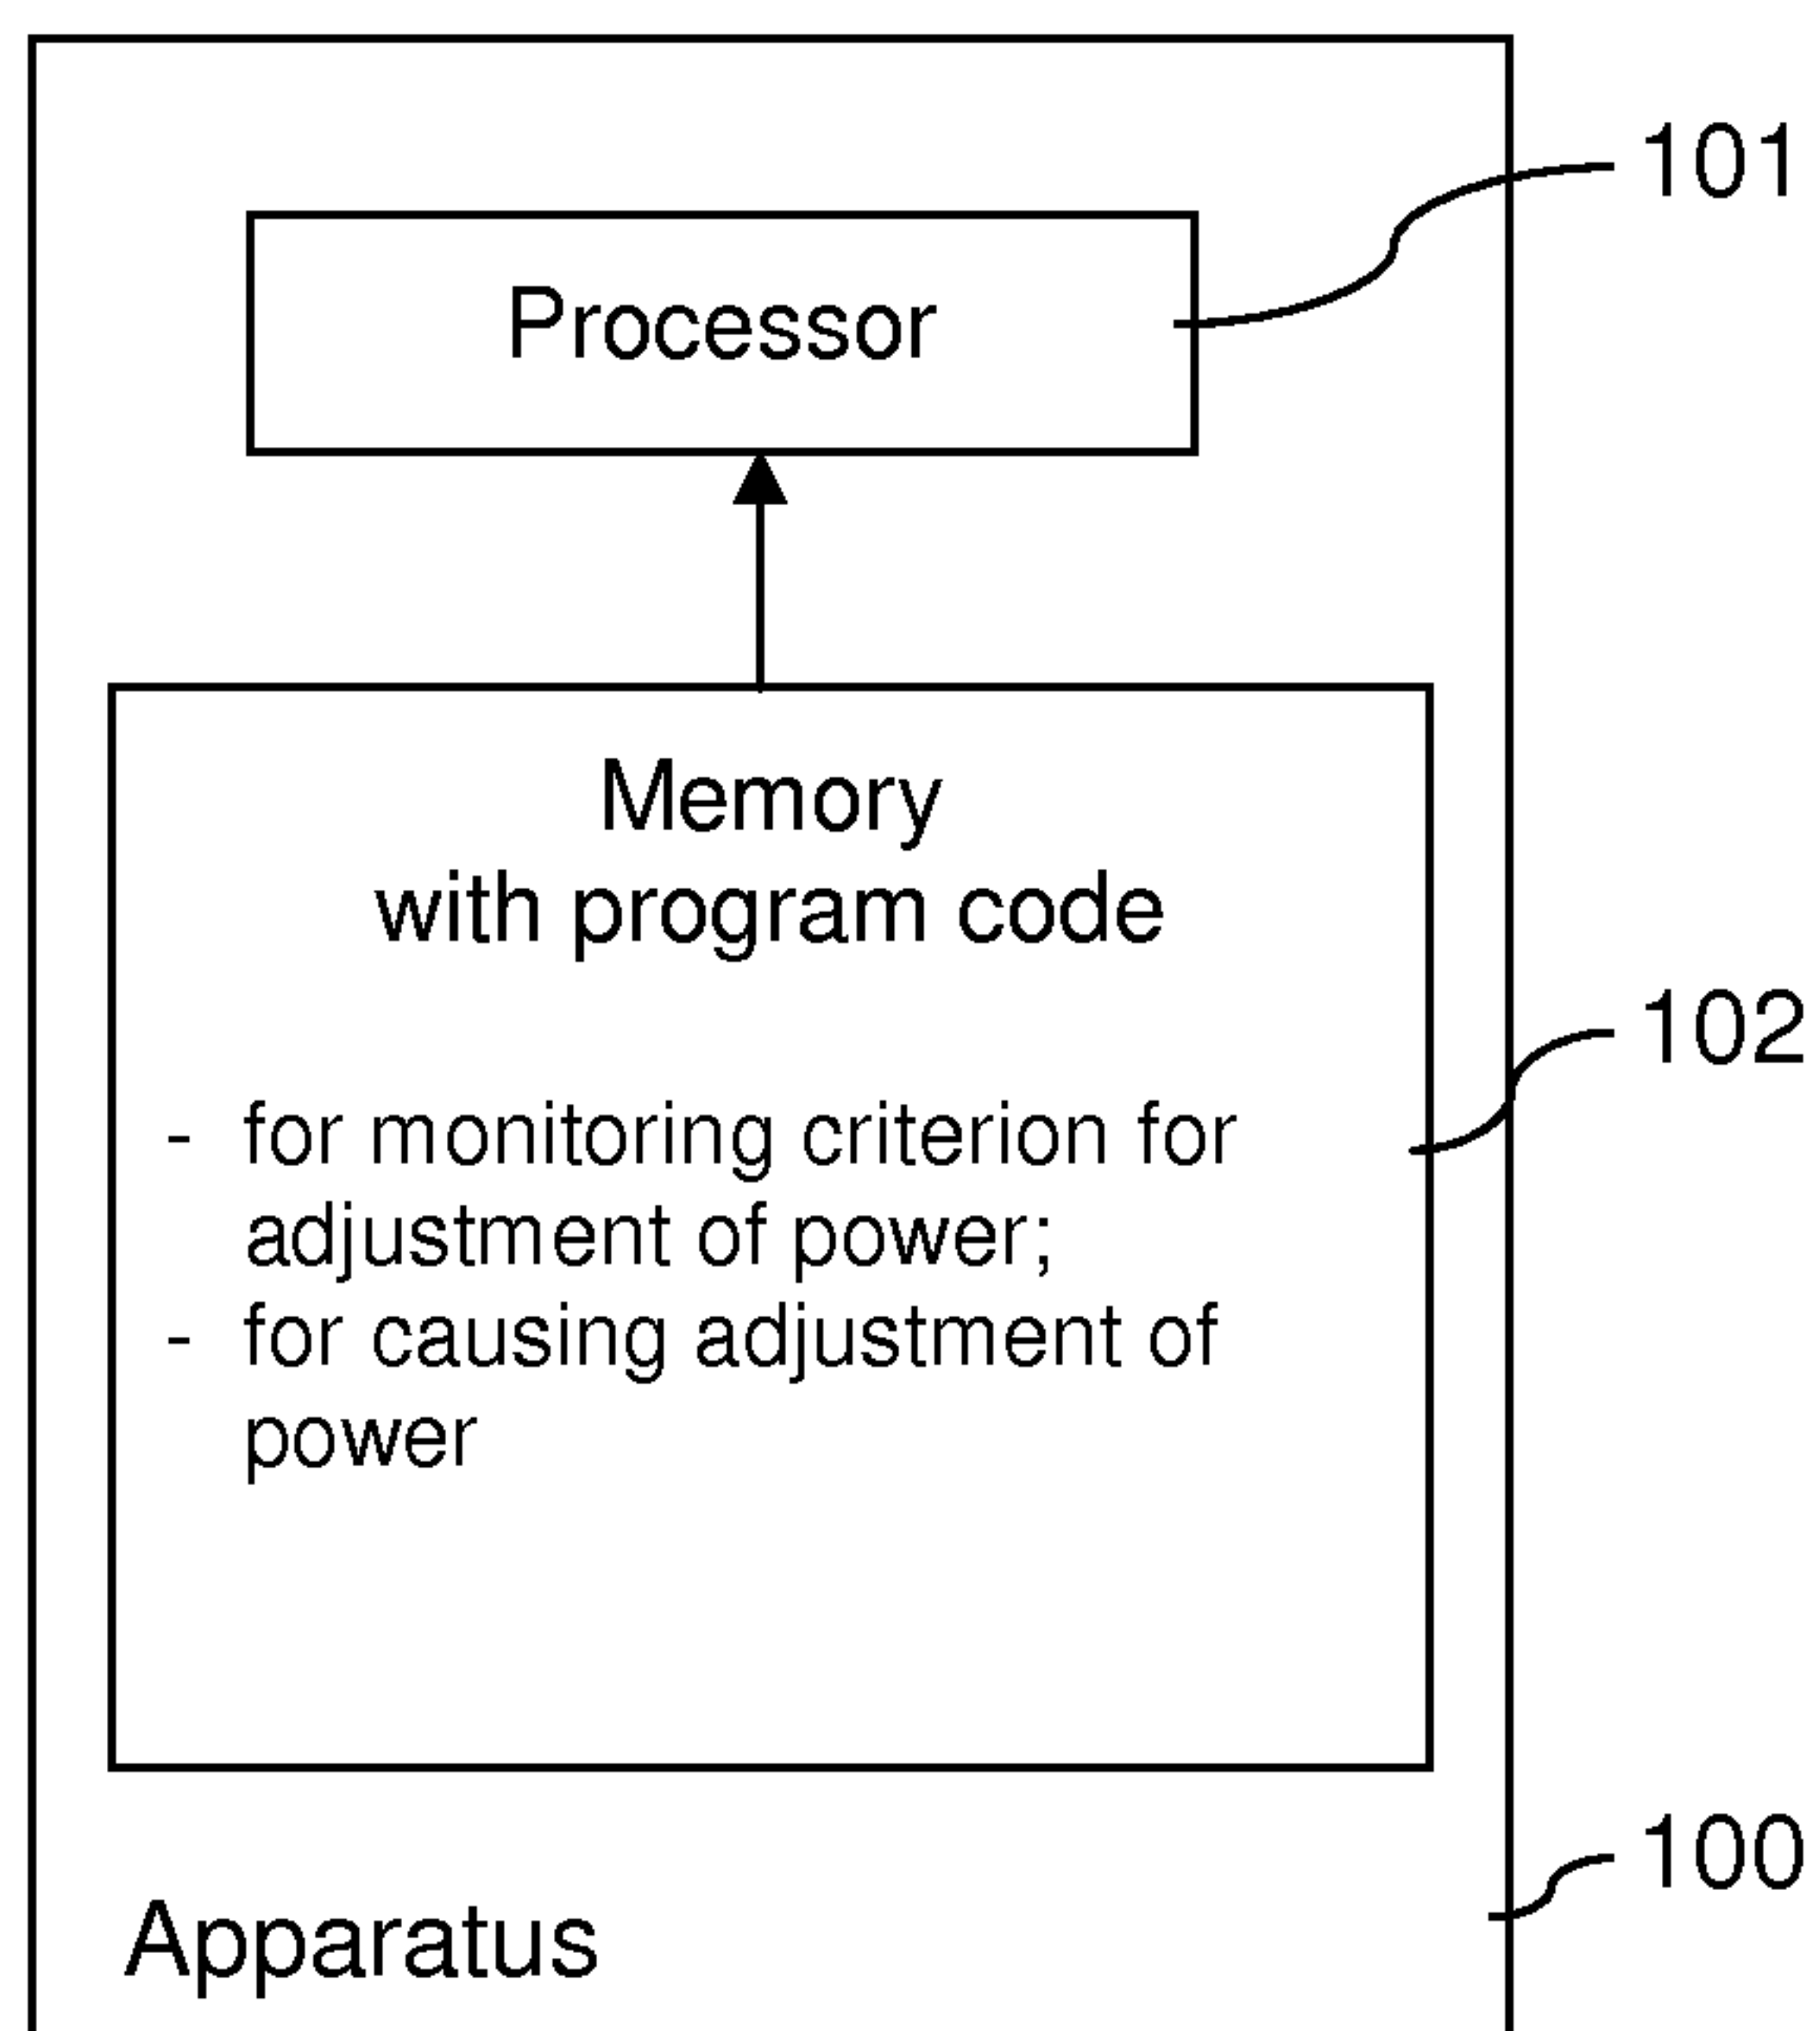 101
Processor
Memory
with program code
102
- for monitoring criterion for
adjustment of power;
- for causing adjustment of
power
100
Apparatus